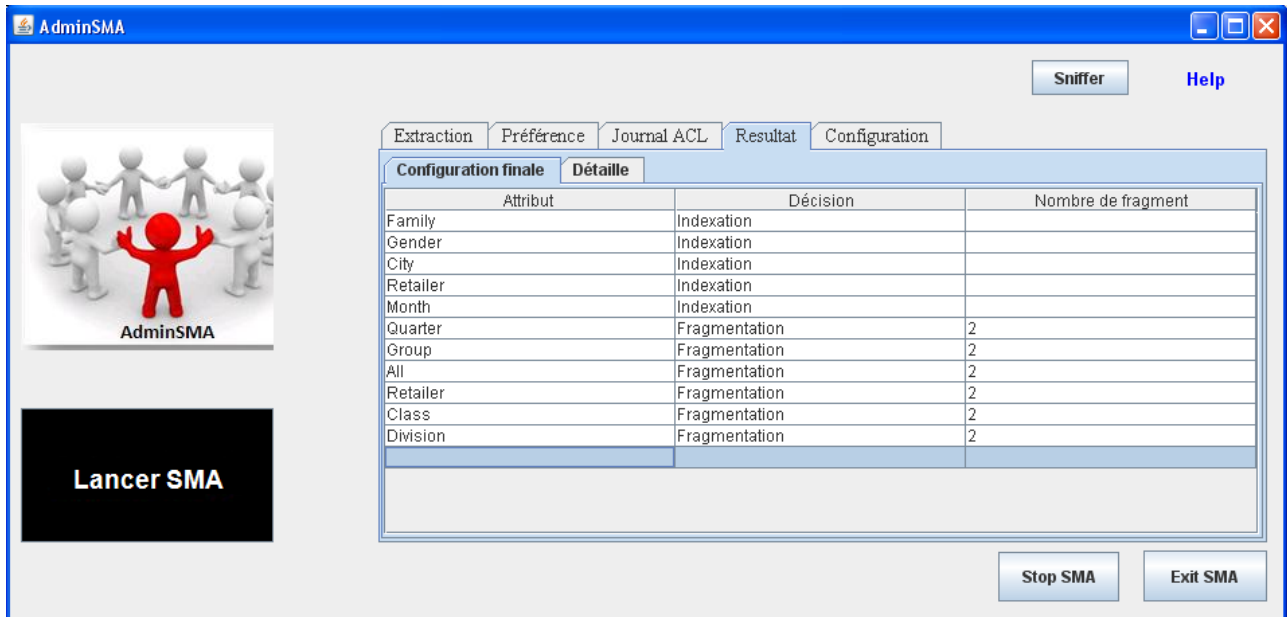 AdminSMA
Sniffer Help
Extraction Préférence Journal ACL Resultat Configuration
Configuration finale Détaille
Attribut Décision Nombre de fragment
Family Indexation
Gender Indexation
City Indexation
Retailer Indexation
Month Indexation
Quarter Fragmentation 2
Group Fragmentation 2
All Fragmentation 2
Retailer Fragmentation 2
Class Fragmentation 2
Division Fragmentation 2
AdminSMA
Lancer SMA
Stop SMA Exit SMA